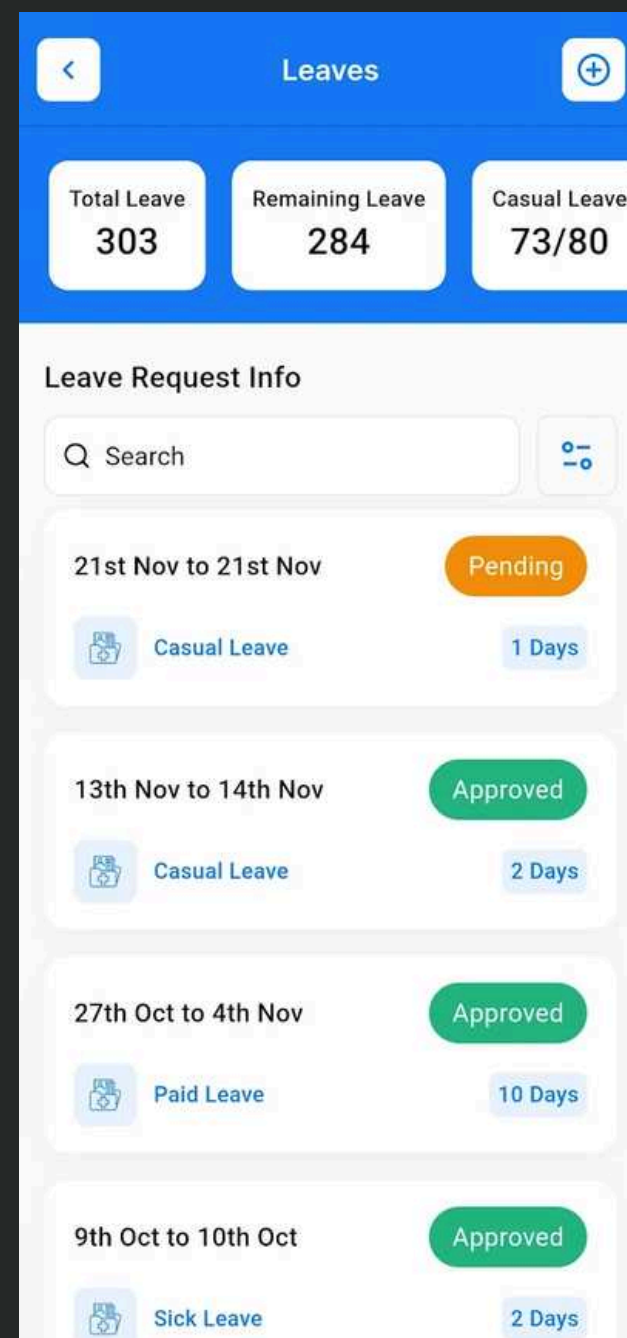 Leaves
Total Leave
303
Remaining Leave
284
Casual Leave
73/80
Leave Request Info
Search
21st Nov to 21st Nov
Pending
Casual Leave
1 Days
13th Nov to 14th Nov
Approved
Casual Leave
2 Days
27th Oct to 4th Nov
Approved
Paid Leave
10 Days
9th Oct to 10th Oct
Approved
Sick Leave
2 Days